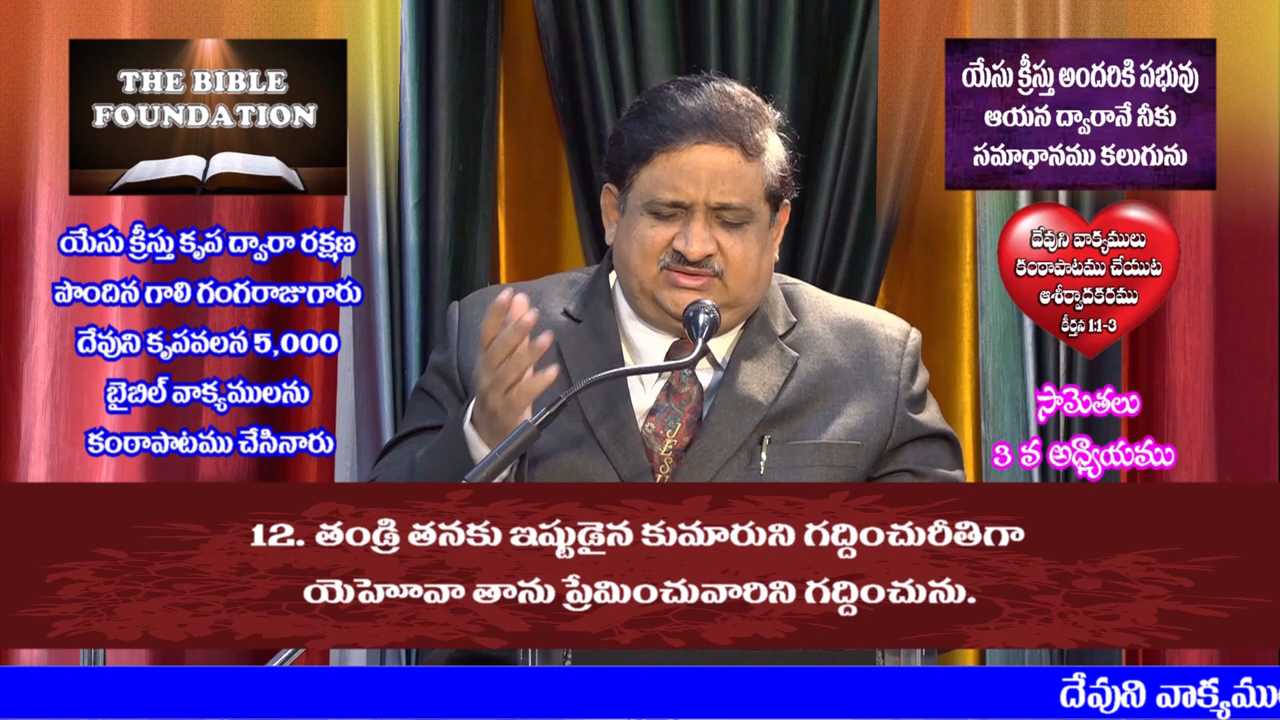 THE BIBLE
FOUNDATION
యేసు క్రీస్తు కృప ద్వారా రక్షణ
పొందిన గాలి గంగరాజుగారు
దేవుని కృపవలన 5,000
బైబిల్ వాక్యములను
కంఠాపాటము చేసినారు
యేసు క్రీస్తు అందరికి పభువు
ఆయన ద్వారానే నీకు
సమాధానము కలుగును
దేవుని వాక్యములు
కంఠాపాటము చేయుట
ఆశీర్వాదకరము
కీర్తన 1:1-3
సామెతలు
3 వ అధ్యాయము
12. తండ్రి తనకు ఇష్టుడైన కుమారుని గద్దించురీతిగా
యెహోవా తాను ప్రేమించువారిని గద్దించును.
దేవుని వాక్యము